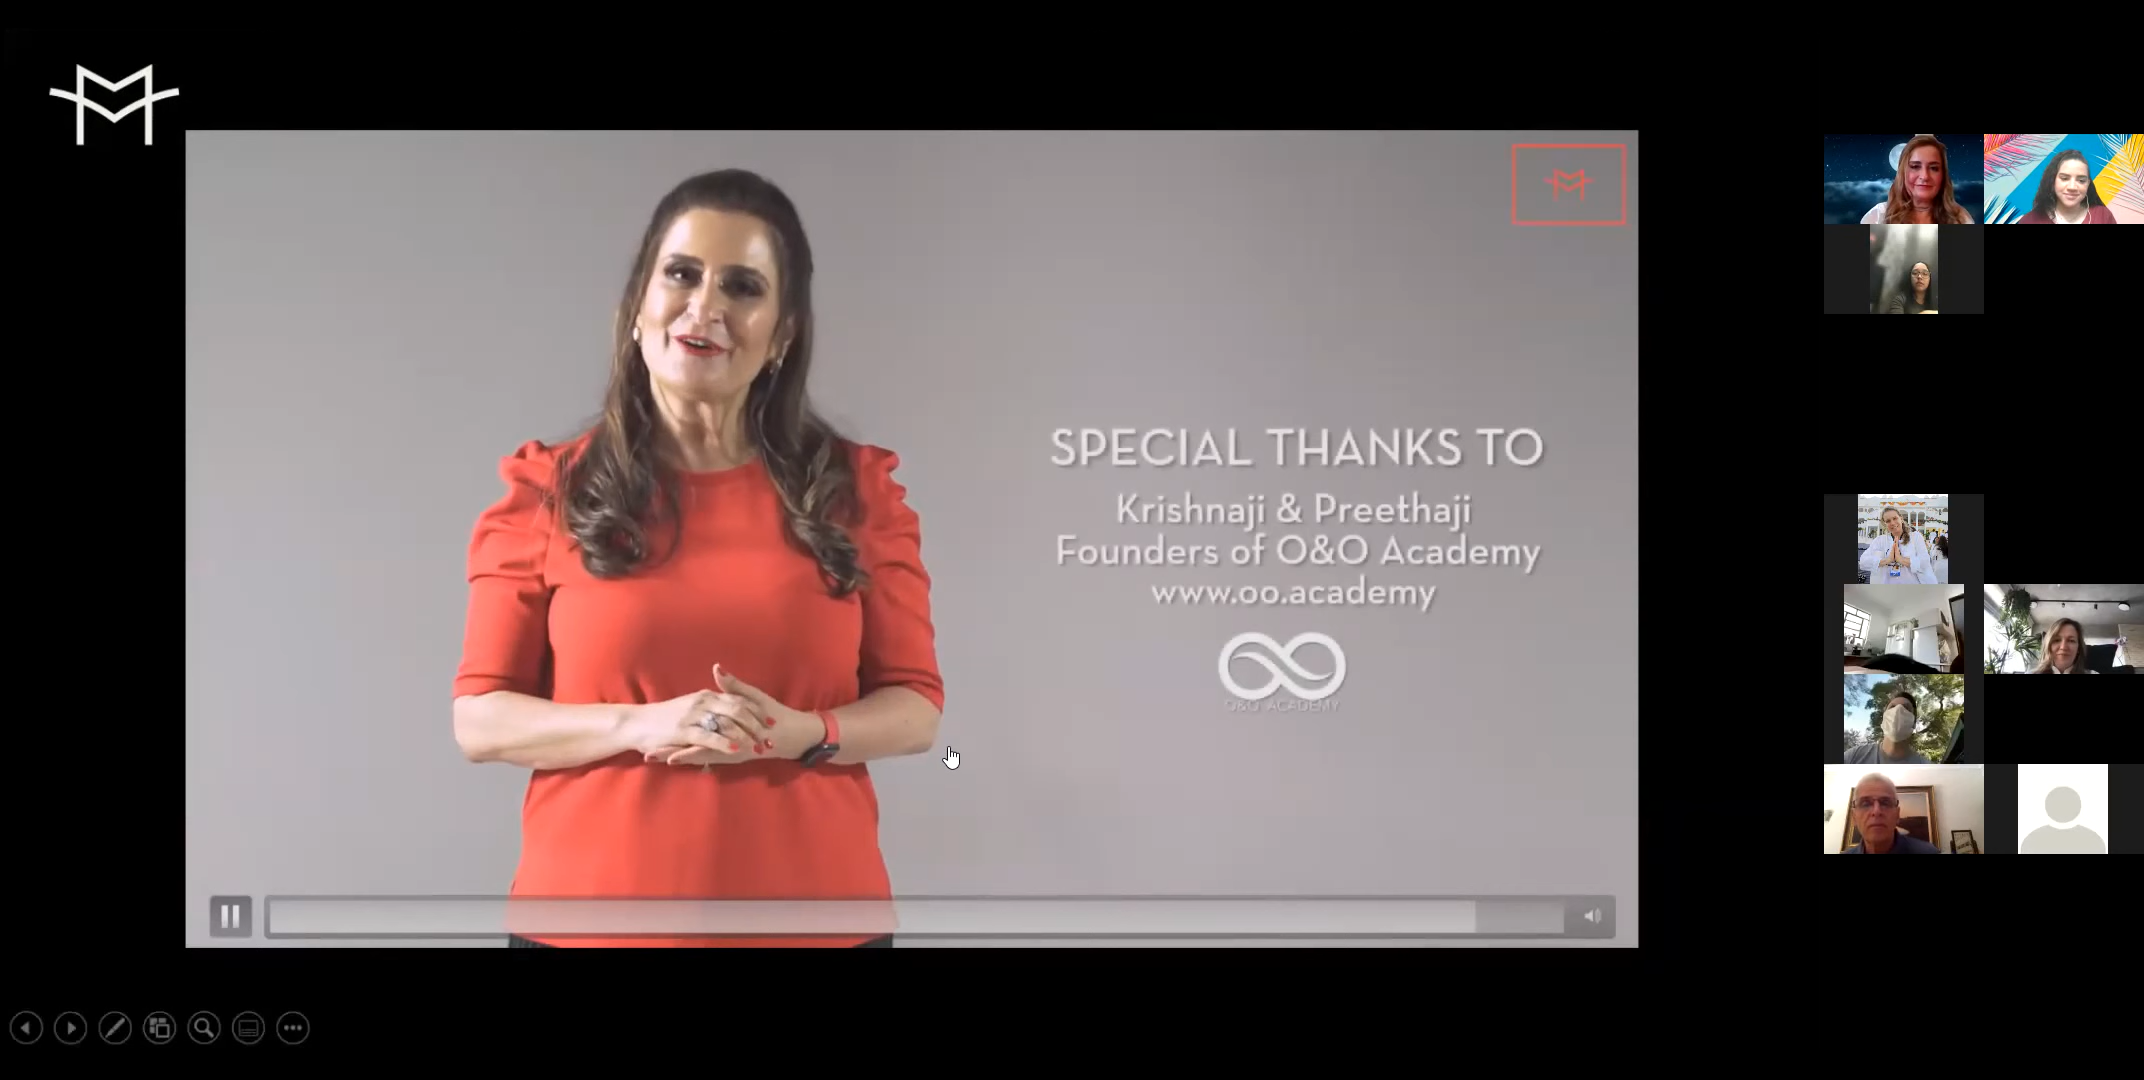 SPECIAL THANKS TO
Krishnaji & Preethaji
Founders of O&O Academy
www.oo.academy
O&O ACADEMY